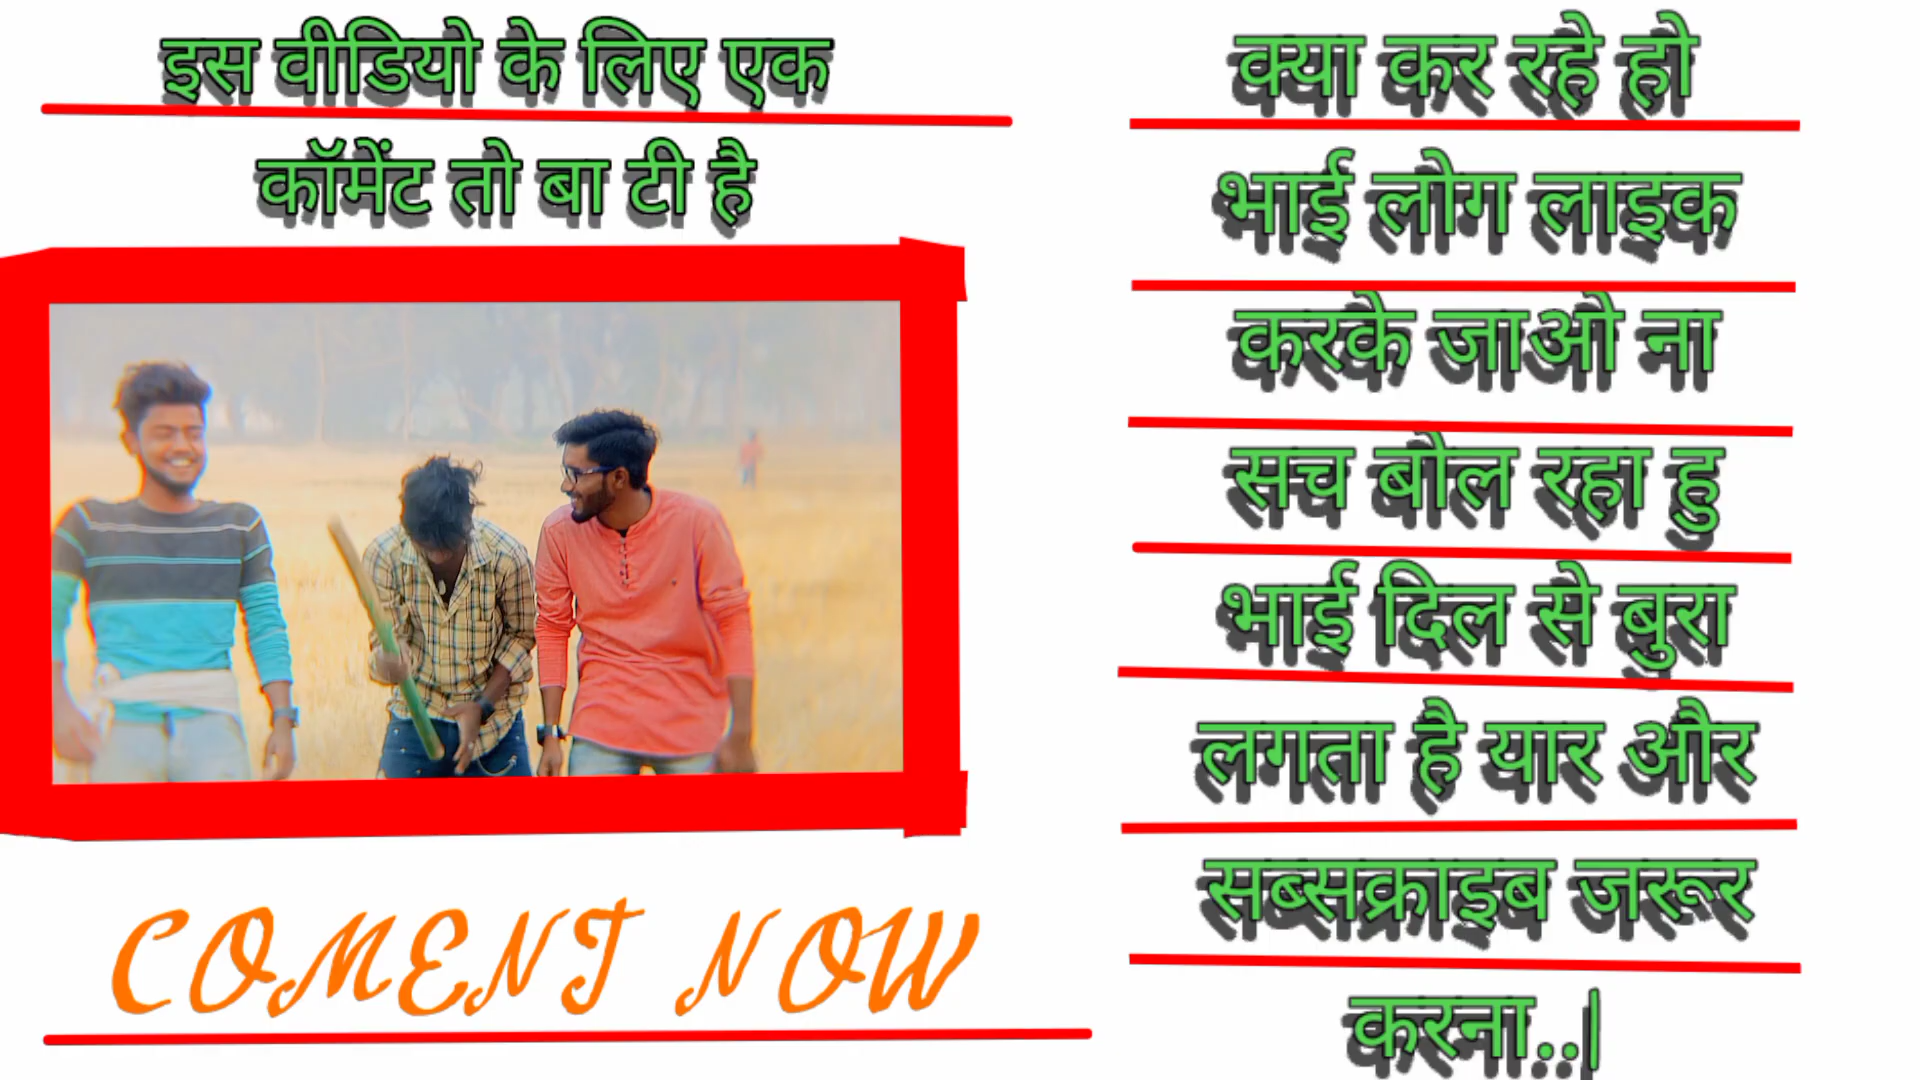 इस वीडियो के लिए एक
कॉमेंट तो बा टी है
COMENT NOW
क्या कर रहे हो
भाई लोग लाइक
करके जाओ ना
सच बोल रहा हु
भाई दिल से बुरा
लगता है यार और
सब्सक्राइब जरूर
करना..|